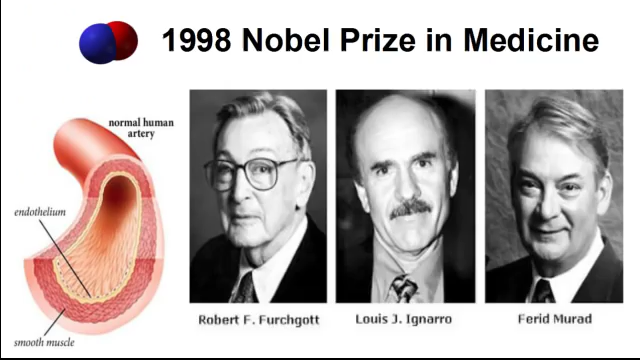 1998 Nobel Prize in Medicine
normal human
artery
endothelium
smooth muscle
Robert F. Furchgott
Louis J. Ignarro
Ferid Murad